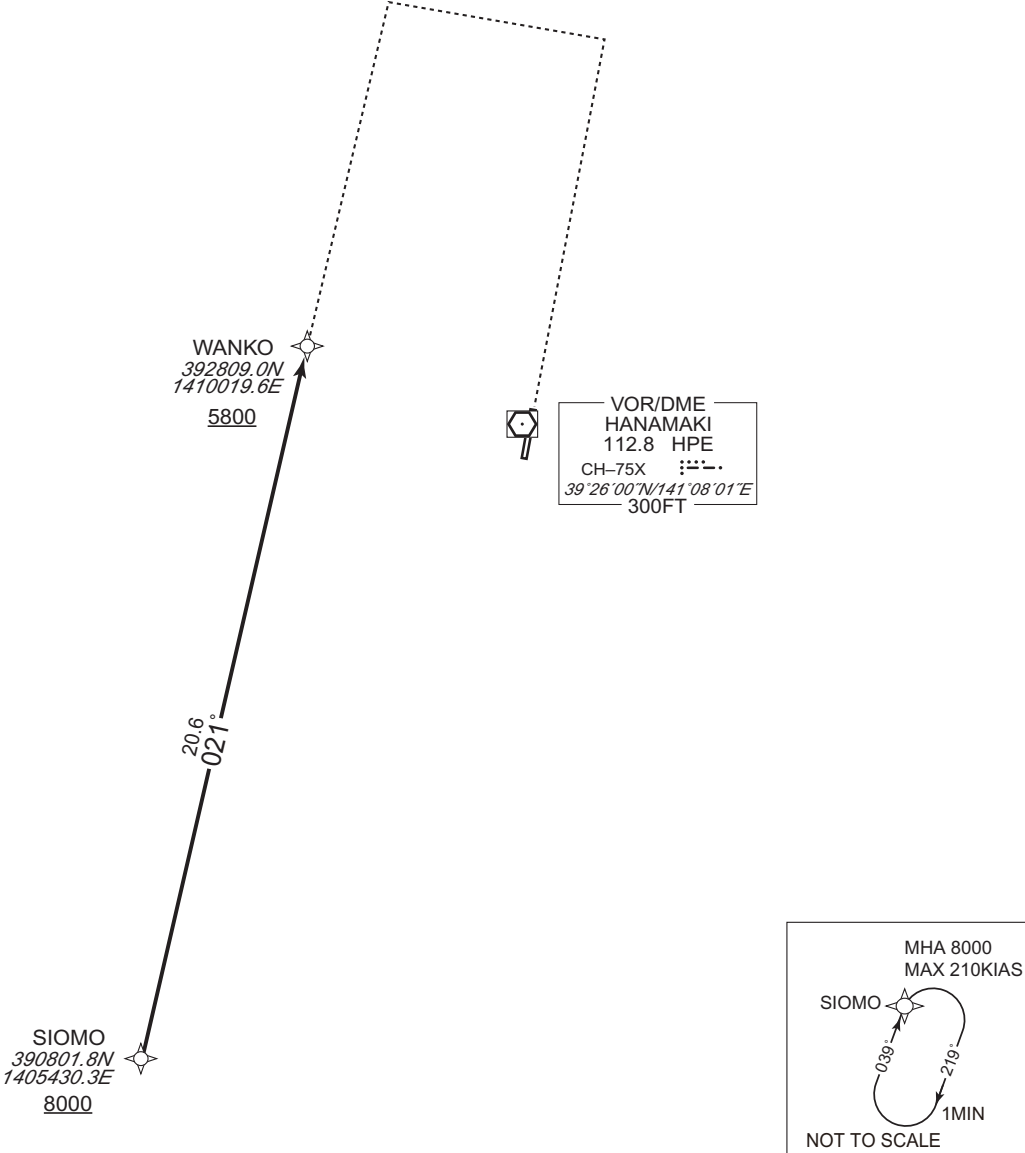 WANKO
392809.0N
1410019.6E
5800
VOR/DME
HANAMAKI
112.8 HPE
CH–75X
39°26′00″N/141°08′01″E
300FT
20.6
021°
SIOMO
390801.8N
1405430.3E
8000
MHA 8000
MAX 210KIAS
SIOMO
039°
219°
1MIN
NOT TO SCALE